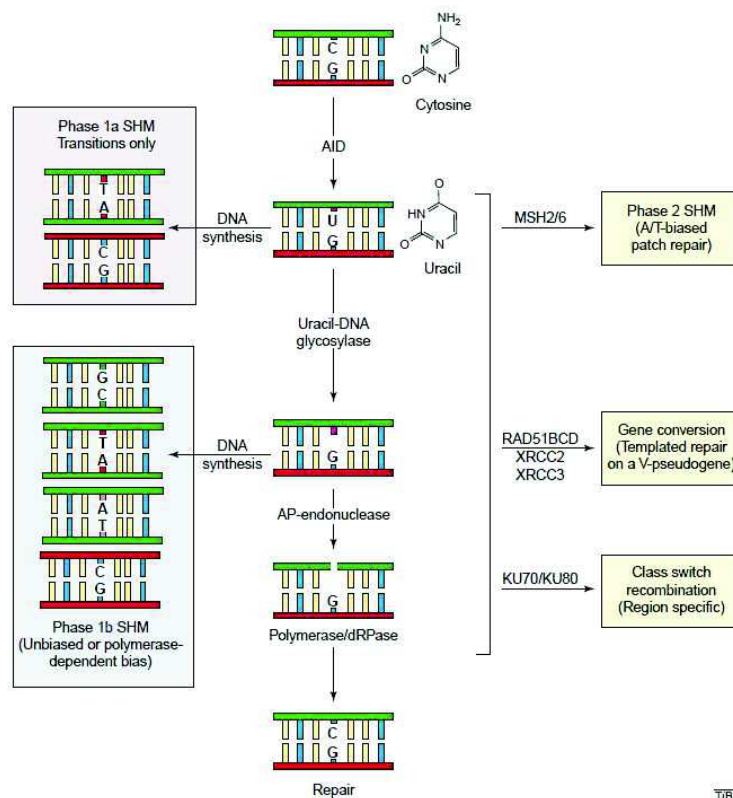 C
G
NH₂
N
O
N
Cytosine
AID
Phase 1a SHM
Transitions only
T
A
C
G
DNA
synthesis
U
G
O
HN
O
N
Uracil
MSH2/6
Phase 2 SHM
(A/T-biased
patch repair)
Uracil-DNA
glycosylase
G
C
T
A
A
T
C
G
Phase 1b SHM
(Unbiased or polymerase-
dependent bias)
DNA
synthesis
G
RAD51BCD
XRCC2
XRCC3
Gene conversion
(Templated repair
on a V-pseudogene)
AP-endonuclease
G
Polymerase/dRPase
KU70/KU80
Class switch
recombination
(Region specific)
C
G
Repair